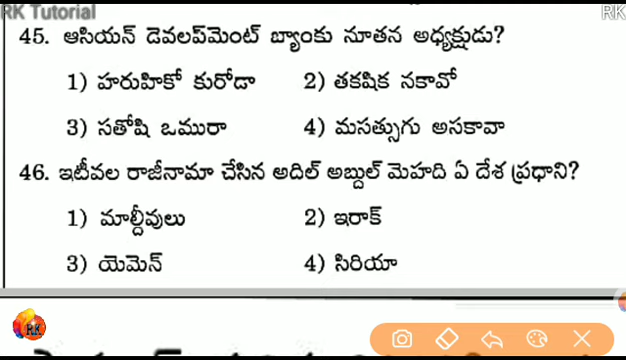 RK Tutorial
RK
45. ఆసియన్ డెవలప్‌మెంట్ బ్యాంకు నూతన అధ్యక్షుడు?
1) హరుహికో కురోడా 2) తకషిక నకావో
3) సతోషి ఒమురా 4) మసత్సుగు అసకావా
46. ఇటీవల రాజీనామా చేసిన అదిల్ అబ్దుల్ మెహది ఏ దేశ ప్రధాని?
1) మాల్దీవులు 2) ఇరాక్
3) యెమెన్ 4) సిరియా
RK